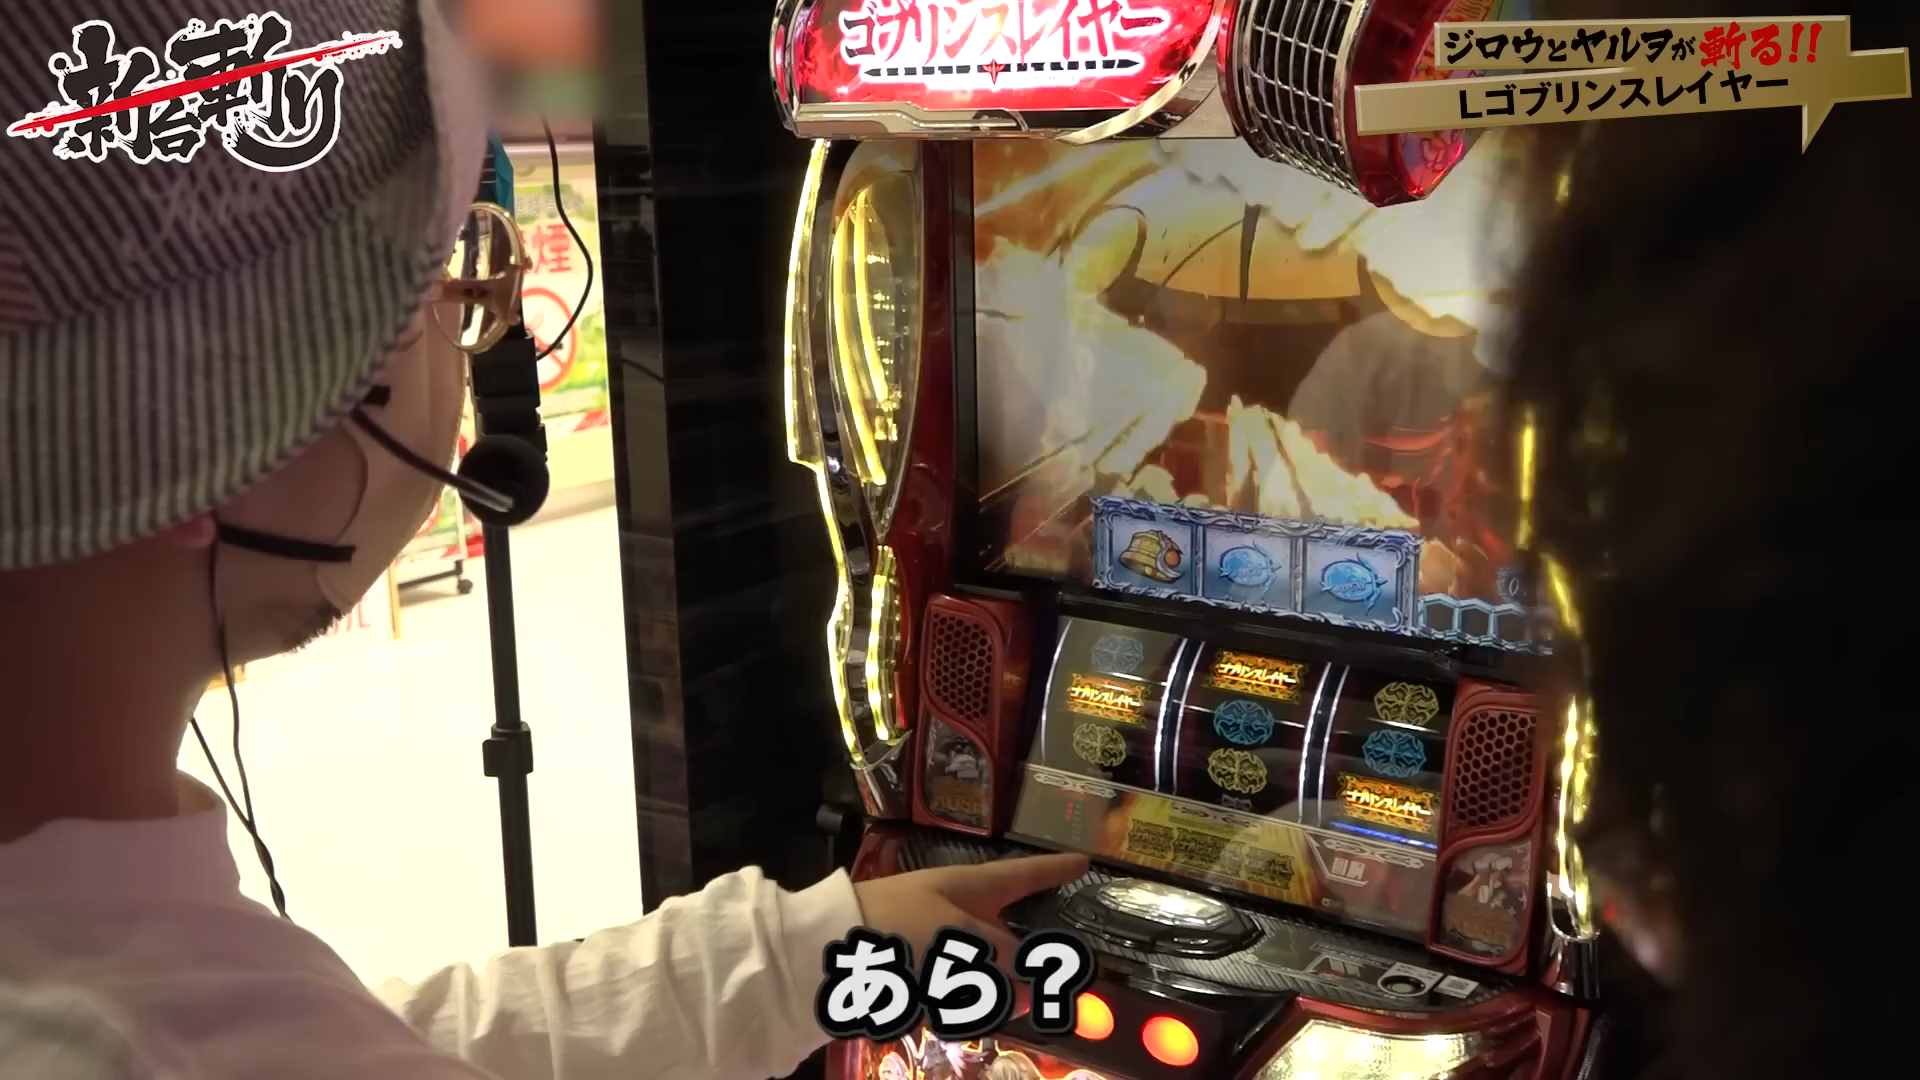 新台斬り
ゴブリンスレイヤー
ジロウとヤルヲが斬る!!
Lゴブリンスレイヤー
煙
ゴブリンスレイヤー
ゴブリンスレイヤー
ゴブリンスレイヤー
あら?